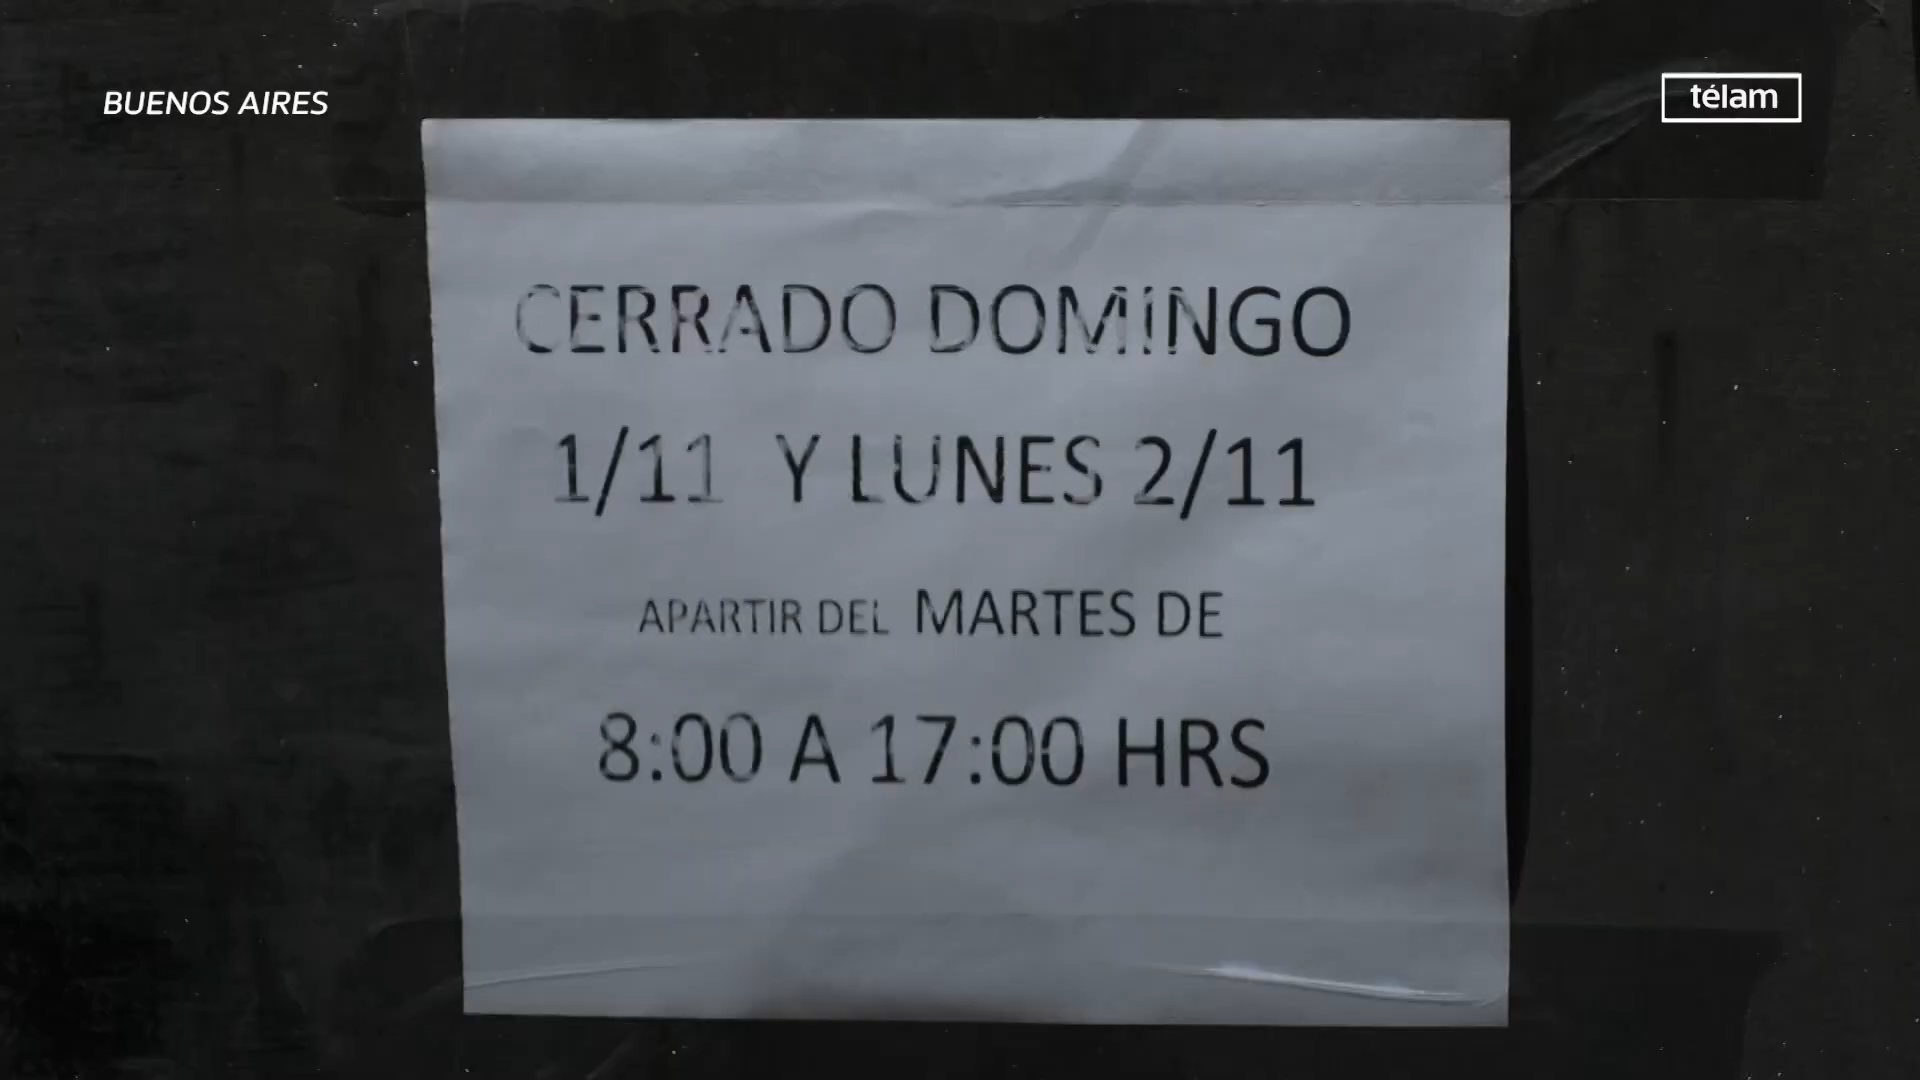 BUENOS AIRES
télam
CERRADO DOMINGO
1/11 Y LUNES 2/11
APARTIR DEL MARTES DE
8:00 A 17:00 HRS